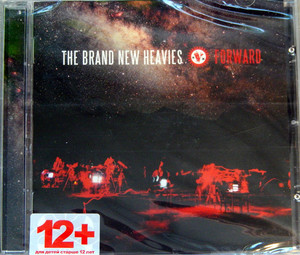 THE BRAND NEW HEAVIES. FORWARD
12+
для детей старше 12 лет